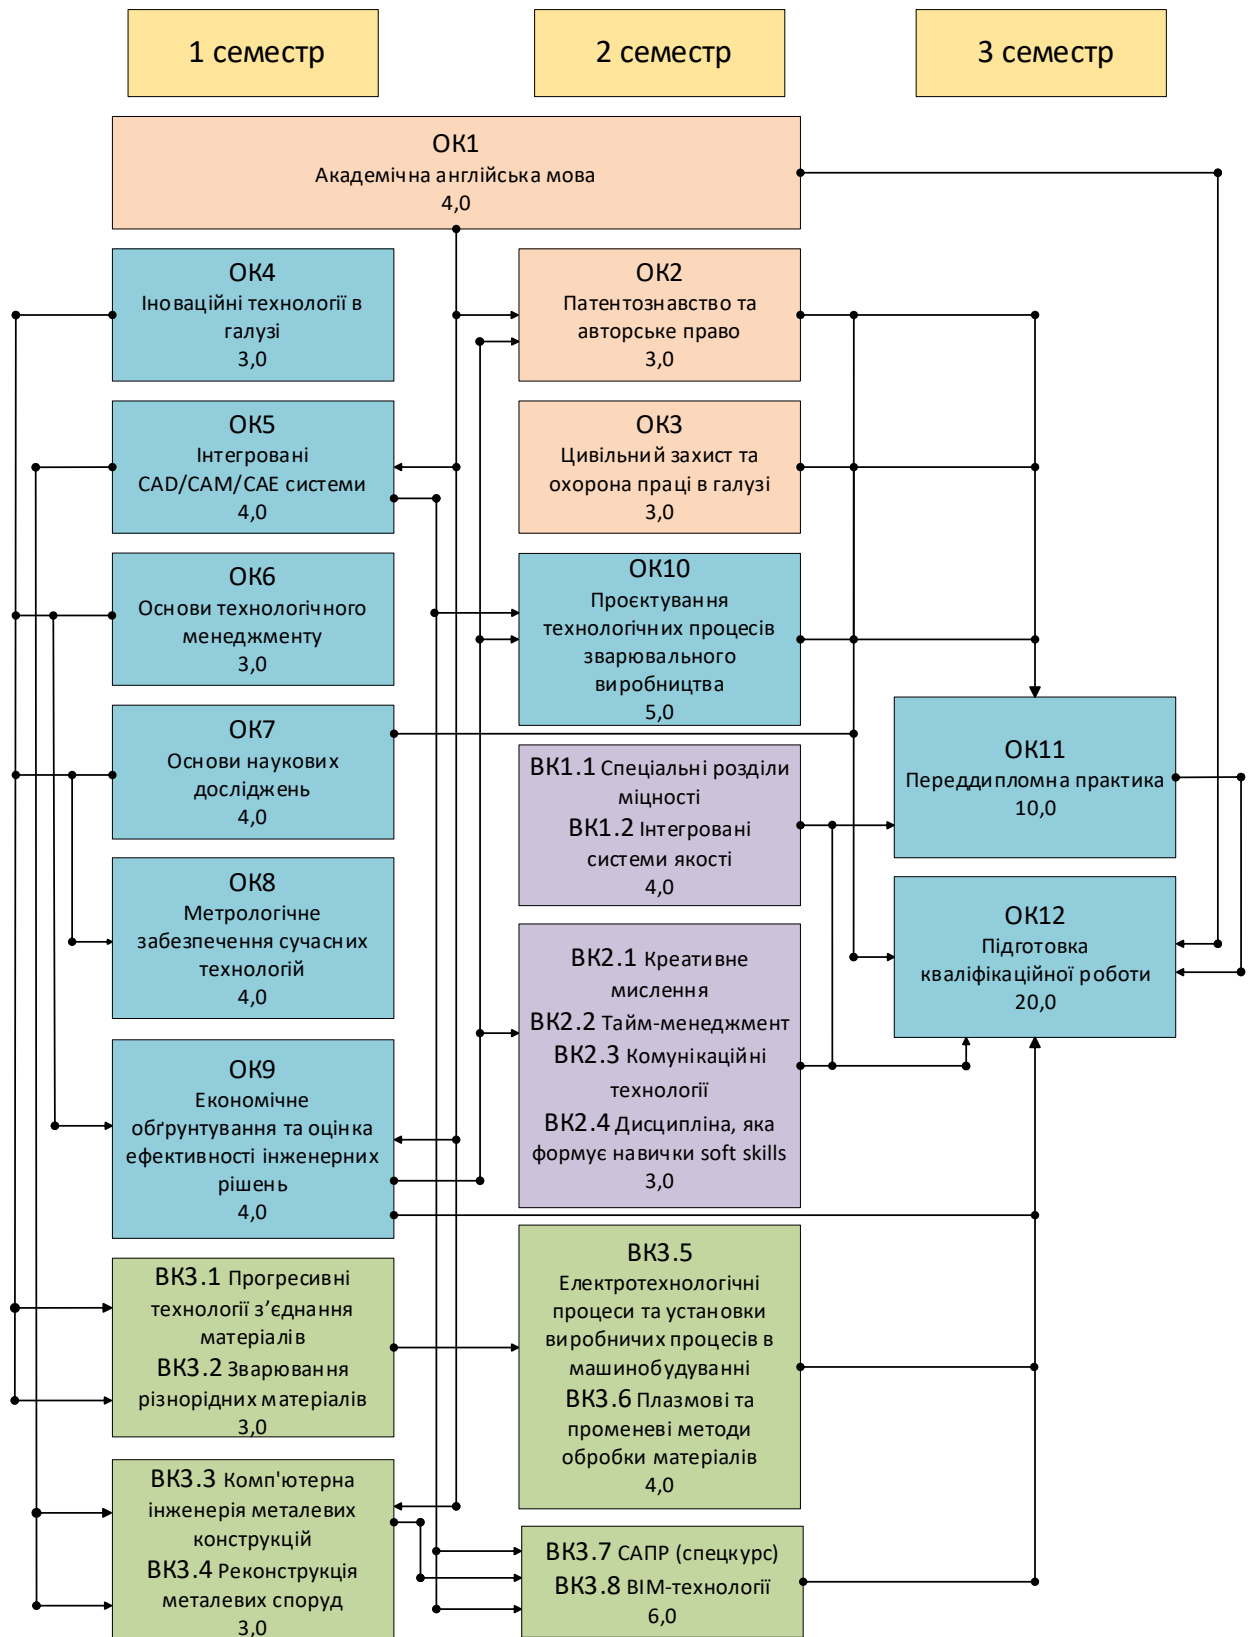 1 семестр
2 семестр
3 семестр
ОК1
Академічна англійська мова
4,0
ОК4
Іноваційні технології в
галузі
3,0
ОК5
Інтегровані
CAD/CAM/CAE системи
4,0
ОК6
Основи технологічного
менеджменту
3,0
ОК7
Основи наукових
досліджень
4,0
ОК8
Метрологічне
забезпечення сучасних
технологій
4,0
ОК9
Економічне
обґрунтування та оцінка
ефективності інженерних
рішень
4,0
ВК3.1 Прогресивні
технології з’єднання
матеріалів
ВК3.2 Зварювання
різнорідних матеріалів
3,0
ВК3.3 Комп'ютерна
інженерія металевих
конструкцій
ВК3.4 Реконструкція
металевих споруд
3,0
ОК2
Патентознавство та
авторське право
3,0
ОК3
Цивільний захист та
охорона праці в галузі
3,0
ОК10
Проєктування
технологічних процесів
зварювального
виробництва
5,0
ВК1.1 Спеціальні розділи
міцності
ВК1.2 Інтегровані
системи якості
4,0
ВК2.1 Креативне
мислення
ВК2.2 Тайм-менеджмент
ВК2.3 Комунікаційні
технології
ВК2.4 Дисципліна, яка
формує навички soft skills
3,0
ВК3.5
Електротехнологічні
процеси та установки
виробничих процесів в
машинобудуванні
ВК3.6 Плазмові та
променеві методи
обробки матеріалів
4,0
ВК3.7 САПР (спецкурс)
ВК3.8 BIM-технології
6,0
ОК11
Переддипломна практика
10,0
ОК12
Підготовка
кваліфікаційної роботи
20,0